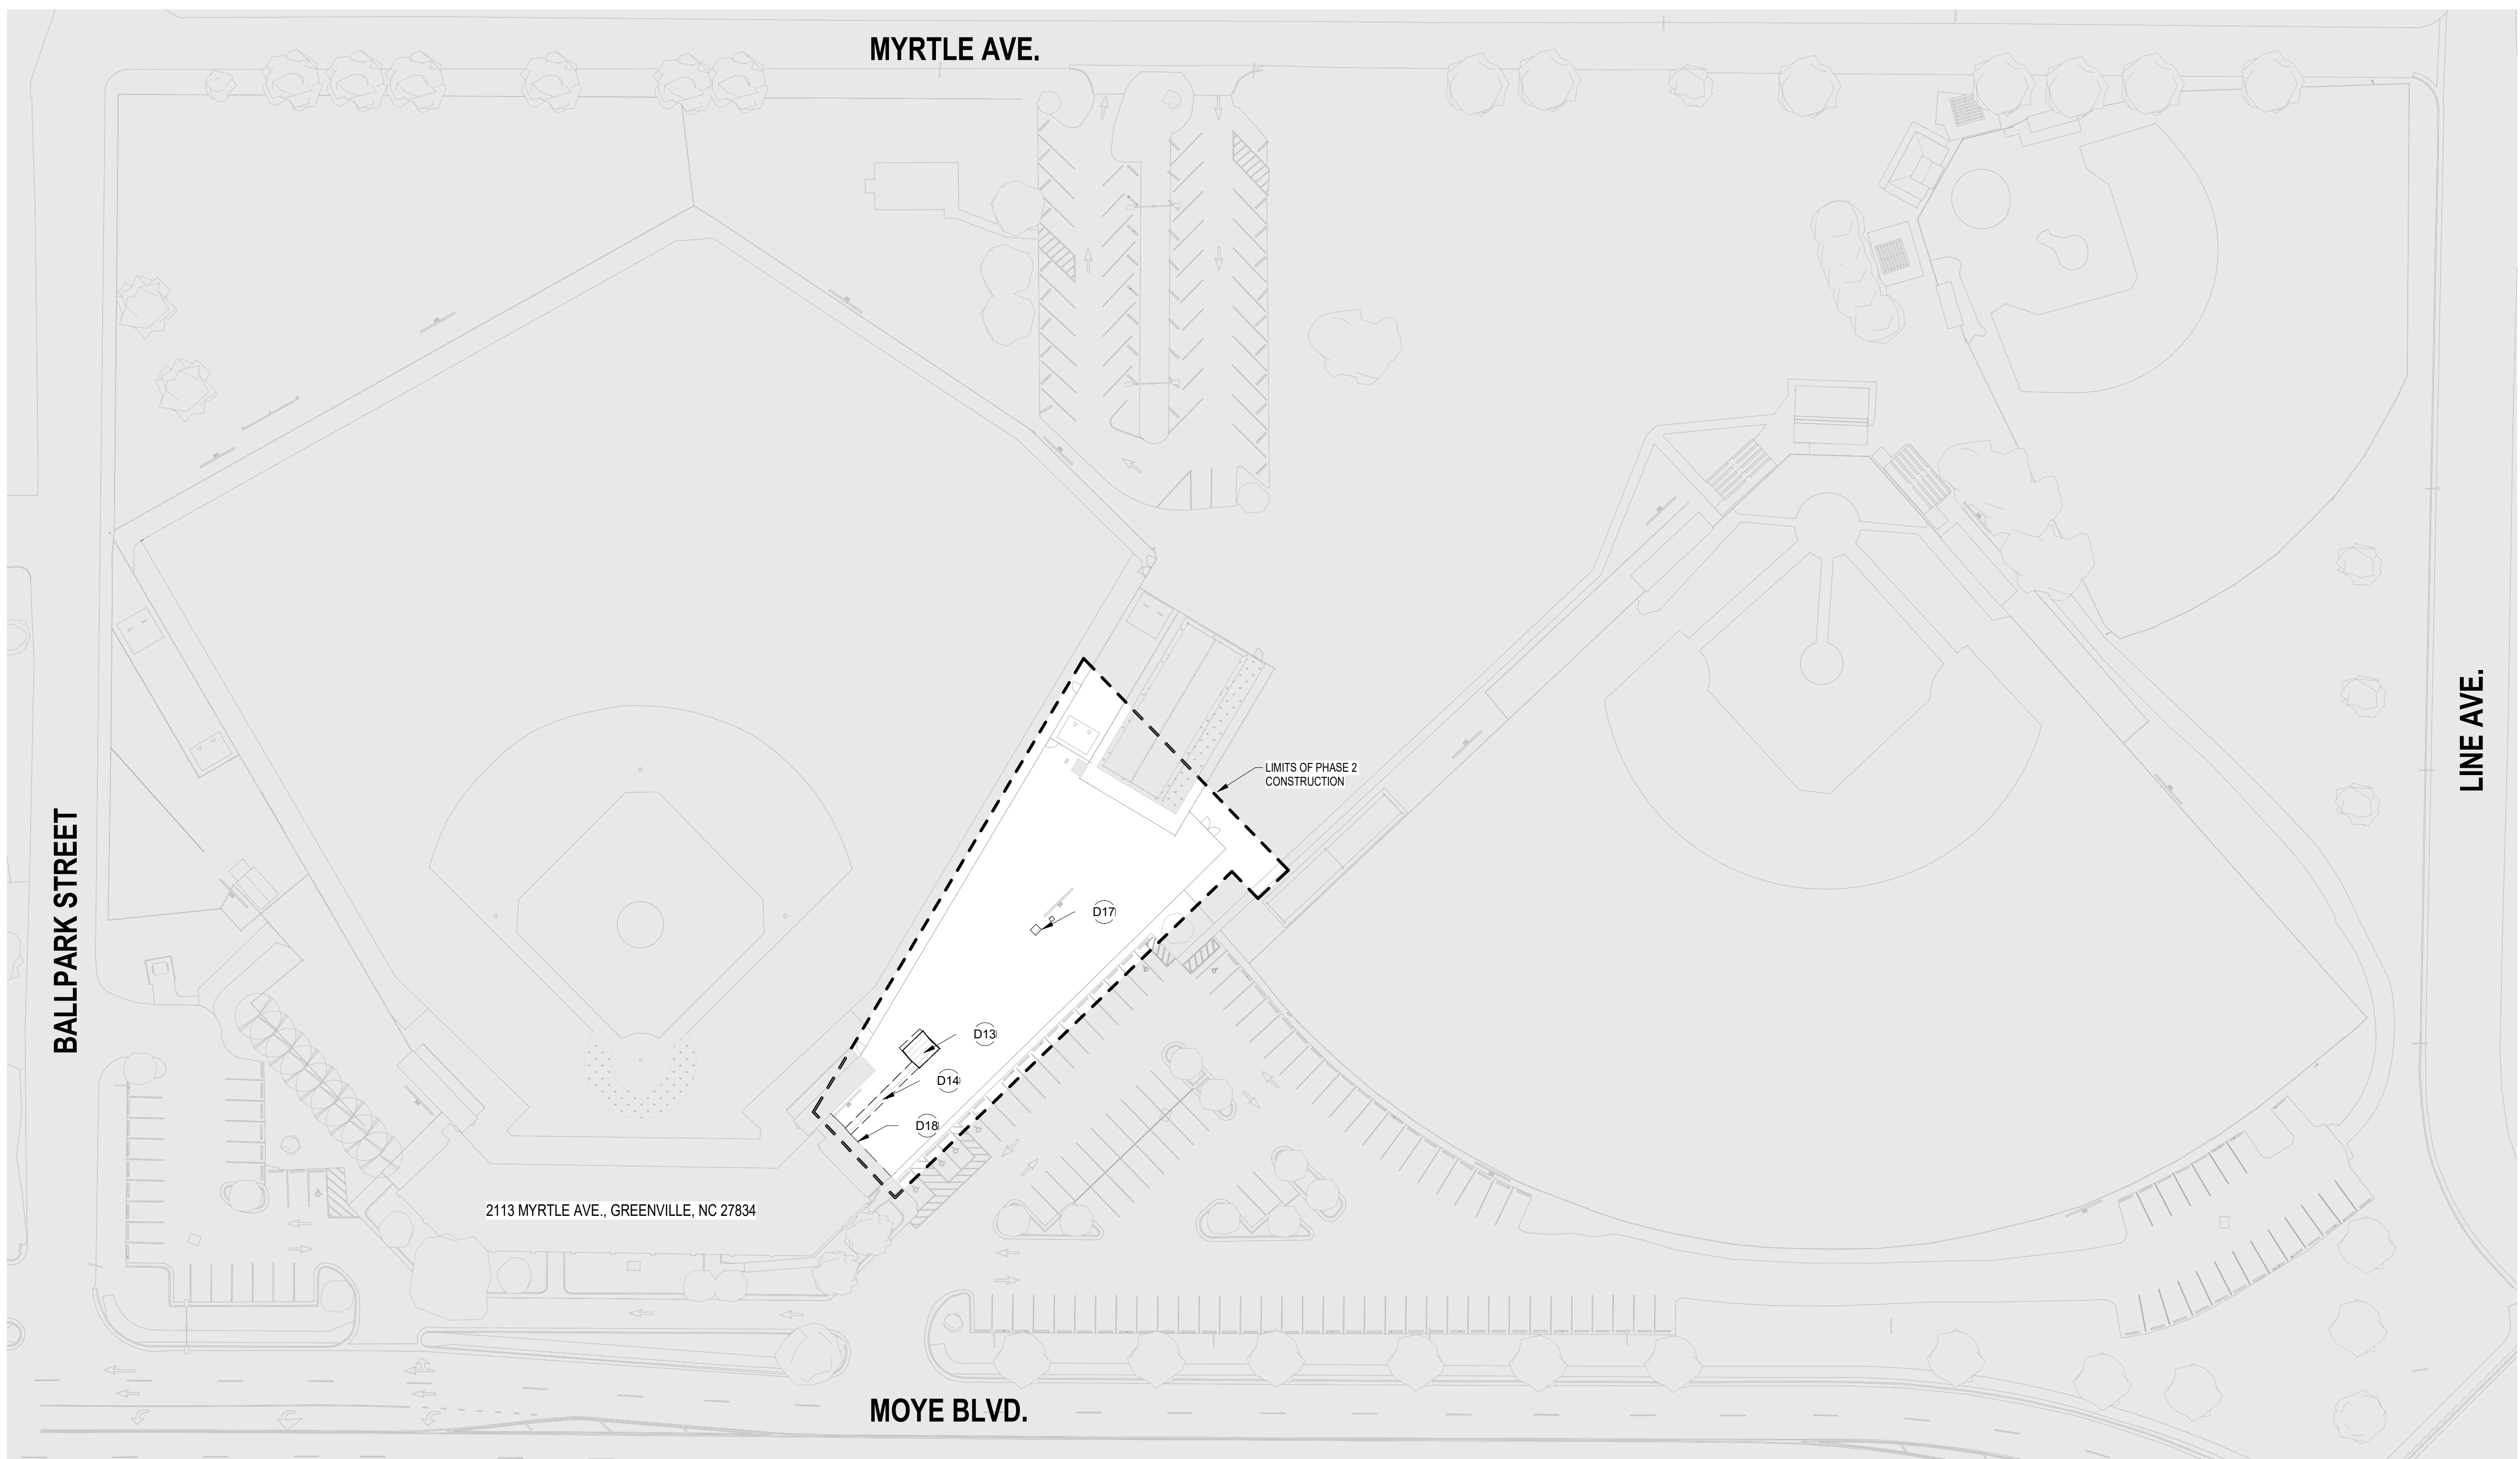 MYRTLE AVE.
LIMITS OF PHASE 2
CONSTRUCTION
LINE AVE.
BALLPARK STREET
D17
D13
D14
D18
2113 MYRTLE AVE., GREENVILLE, NC 27834
MOYE BLVD.